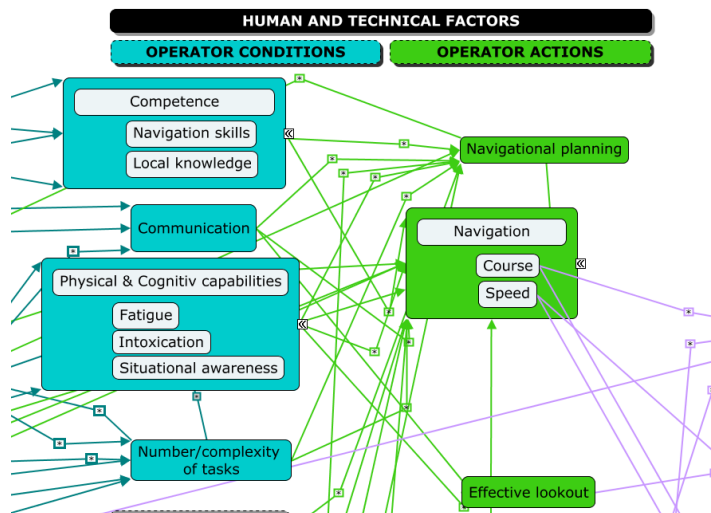 HUMAN AND TECHNICAL FACTORS
OPERATOR CONDITIONS
OPERATOR ACTIONS
Competence
Navigation skills
Local knowledge
Navigational planning
Communication
Navigation
Course
Speed
Physical & Cognitiv capabilities
Fatigue
Intoxication
Situational awareness
Number/complexity
of tasks
Effective lookout